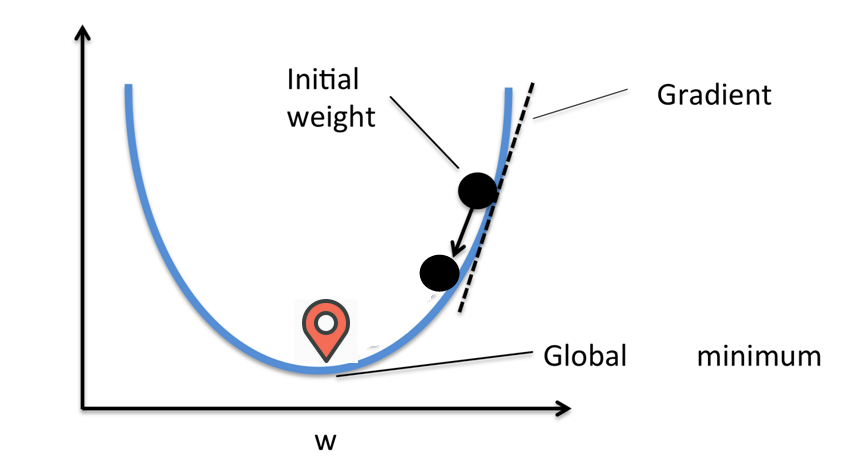 Initial
weight
Gradient
Global minimum
w